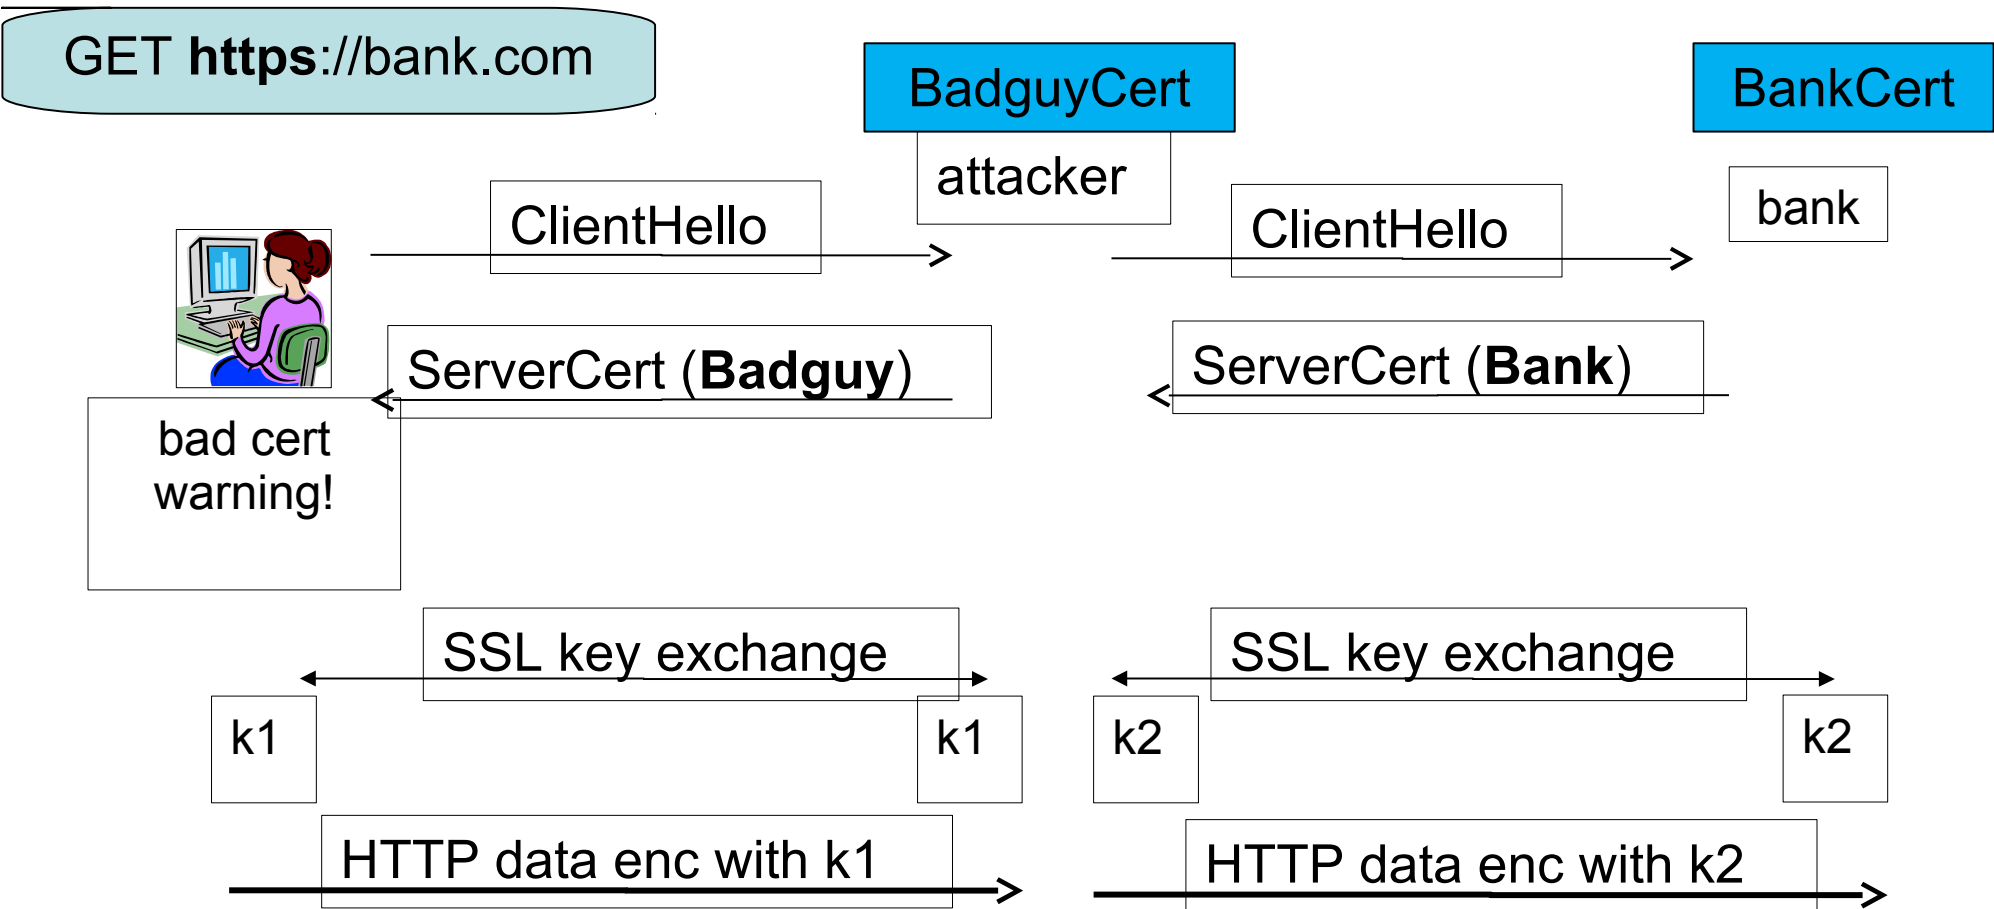 GET https://bank.com
BadguyCert
BankCert
attacker
bank
ClientHello
ClientHello
ServerCert (Badguy)
ServerCert (Bank)
bad cert
warning!
SSL key exchange
SSL key exchange
k1
k1
k2
k2
HTTP data enc with k1
HTTP data enc with k2